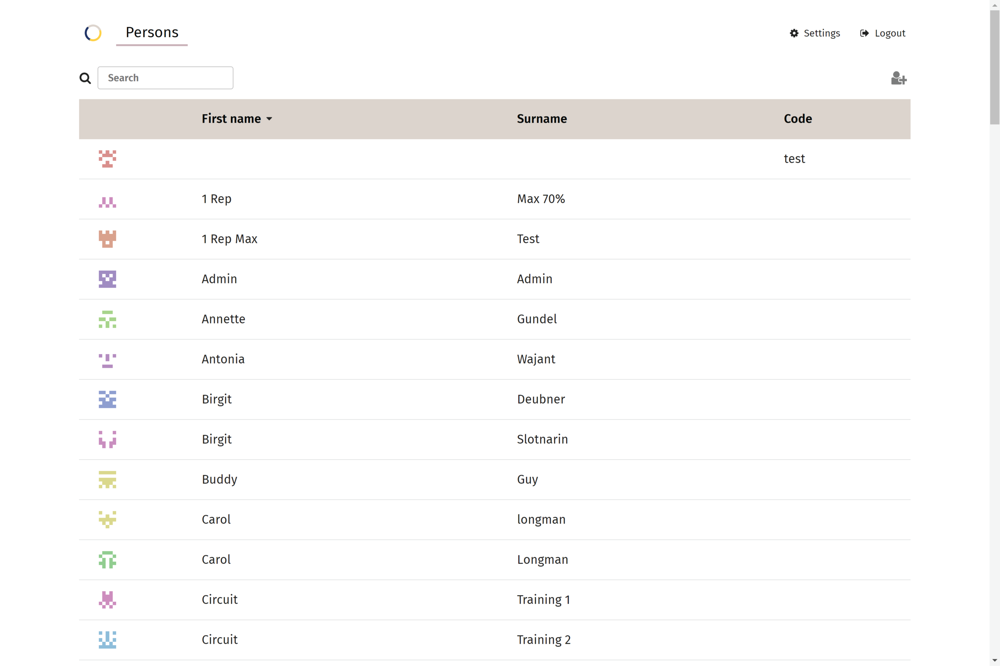 Persons
Settings Logout
Search
First name Surname Code
test
1 Rep Max 70%
1 Rep Max Test
Admin Admin
Annette Gundel
Antonia Wajant
Birgit Deubner
Birgit Slotnarin
Buddy Guy
Carol longman
Carol Longman
Circuit Training 1
Circuit Training 2